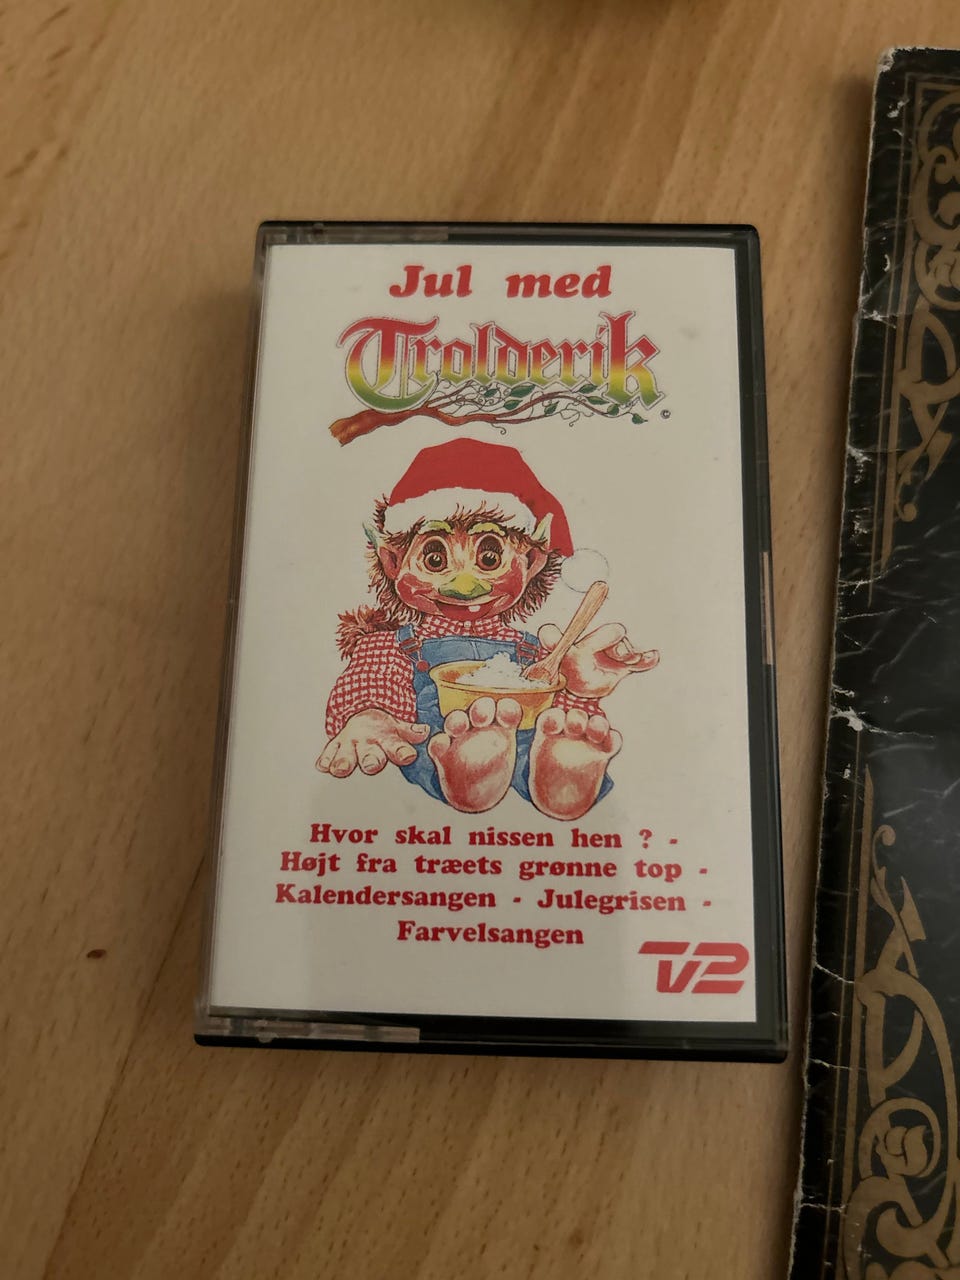 Jul med
Trolderik
©
Hvor skal nissen hen ? -
Højt fra træets grønne top -
Kalendersangen - Julegrisen -
Farvelsangen
TV2